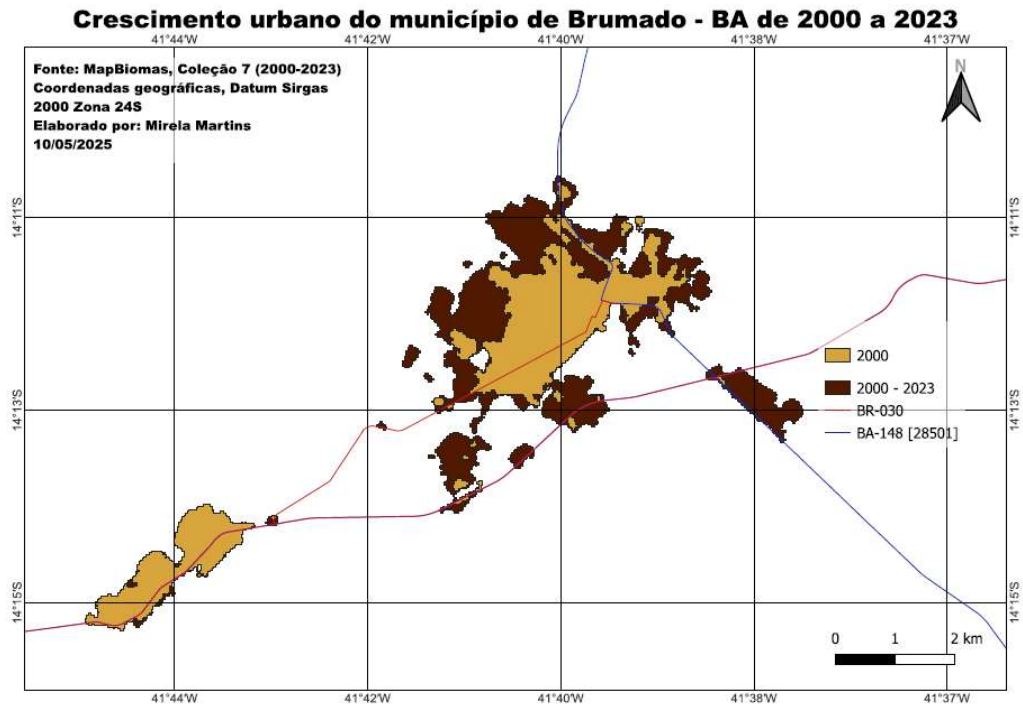 Crescimento urbano do município de Brumado - BA de 2000 a 2023
41°44'W 41°42'W 41°40'W 41°38'W 41°37'W
Fonte: MapBiomas, Coleção 7 (2000-2023)
Coordenadas geográficas, Datum Sirgas
2000 Zona 24S
Elaborado por: Mirela Martins
10/05/2025
N
14°11'S 14°11'S
2000
2000 - 2023
14°13'S 14°13'S
BR-030
BA-148 [28501]
14°15'S 14°15'S
0 1 2 km
41°44'W 41°42'W 41°40'W 41°38'W 41°37'W